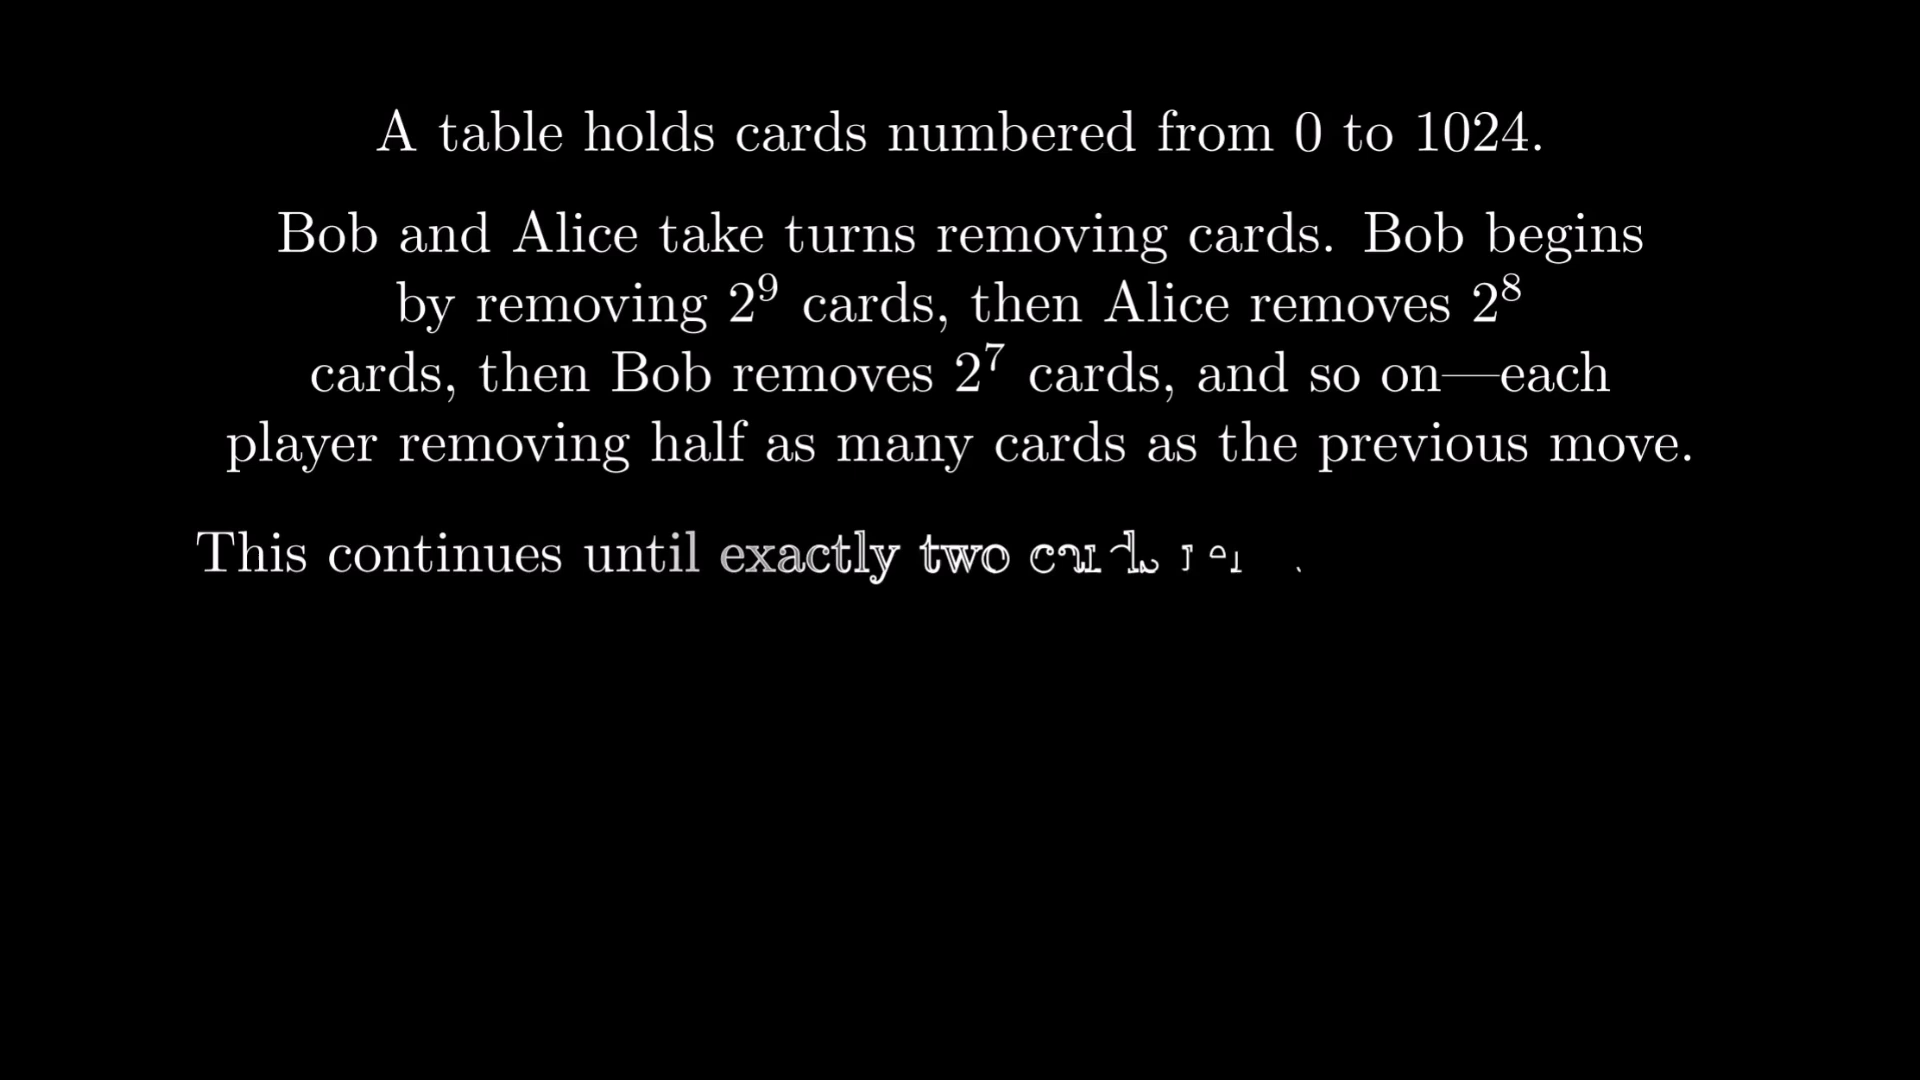 A table holds cards numbered from 0 to 1024.
Bob and Alice take turns removing cards. Bob begins
by removing 2⁹ cards, then Alice removes 2⁸
cards, then Bob removes 2⁷ cards, and so on—each
player removing half as many cards as the previous move.
This continues until exactly two